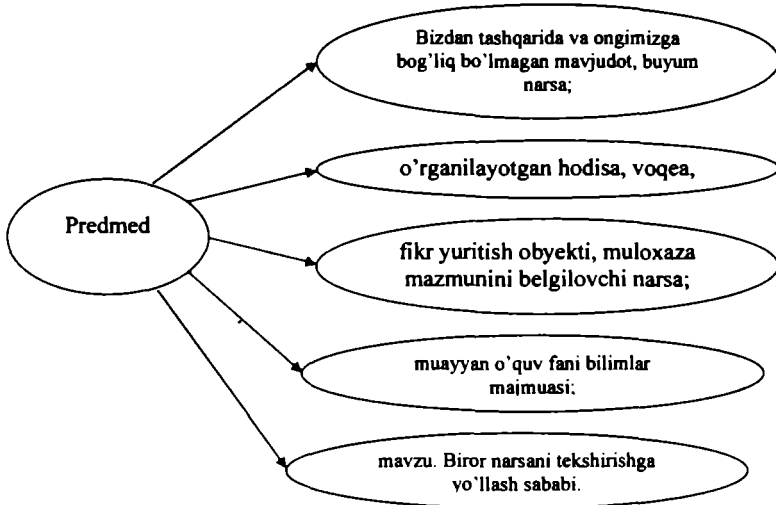 Bizdan tashqarida va ongimizga
bog’liq bo’lmagan mavjudot, buyum
narsa;
o’rganilayotgan hodisa, voqea,
Predmed
fikr yuritish obyekti, muloxaza
mazmunini belgilovchi narsa;
muayyan o’quv fani bilimlar
majmuasi;
mavzu. Biror narsani tekshirishga
yo’llash sababi.